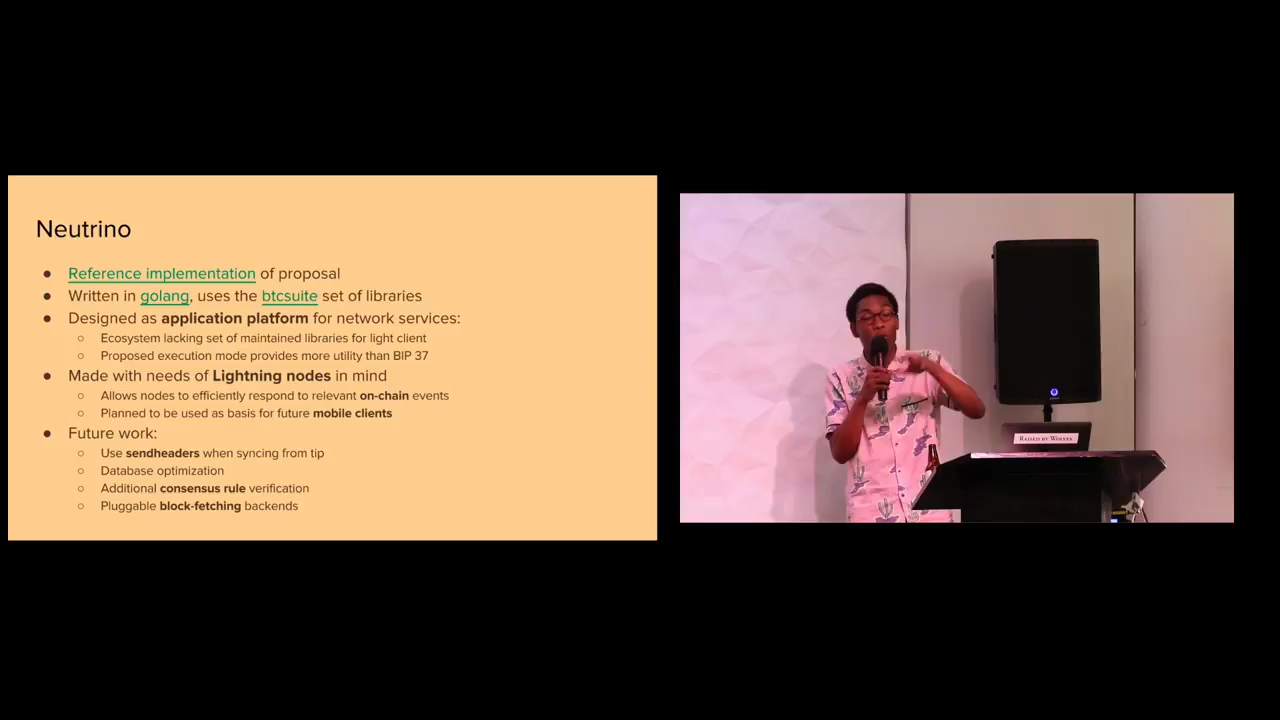 Neutrino
● Reference implementation of proposal
● Written in golang, uses the btcsuite set of libraries
● Designed as application platform for network services:
○ Ecosystem lacking set of maintained libraries for light client
○ Proposed execution mode provides more utility than BIP 37
● Made with needs of Lightning nodes in mind
○ Allows nodes to efficiently respond to relevant on-chain events
○ Planned to be used as basis for future mobile clients
● Future work:
○ Use sendheaders when syncing from tip
○ Database optimization
○ Additional consensus rule verification
○ Pluggable block-fetching backends
RAISED BY WOLVES